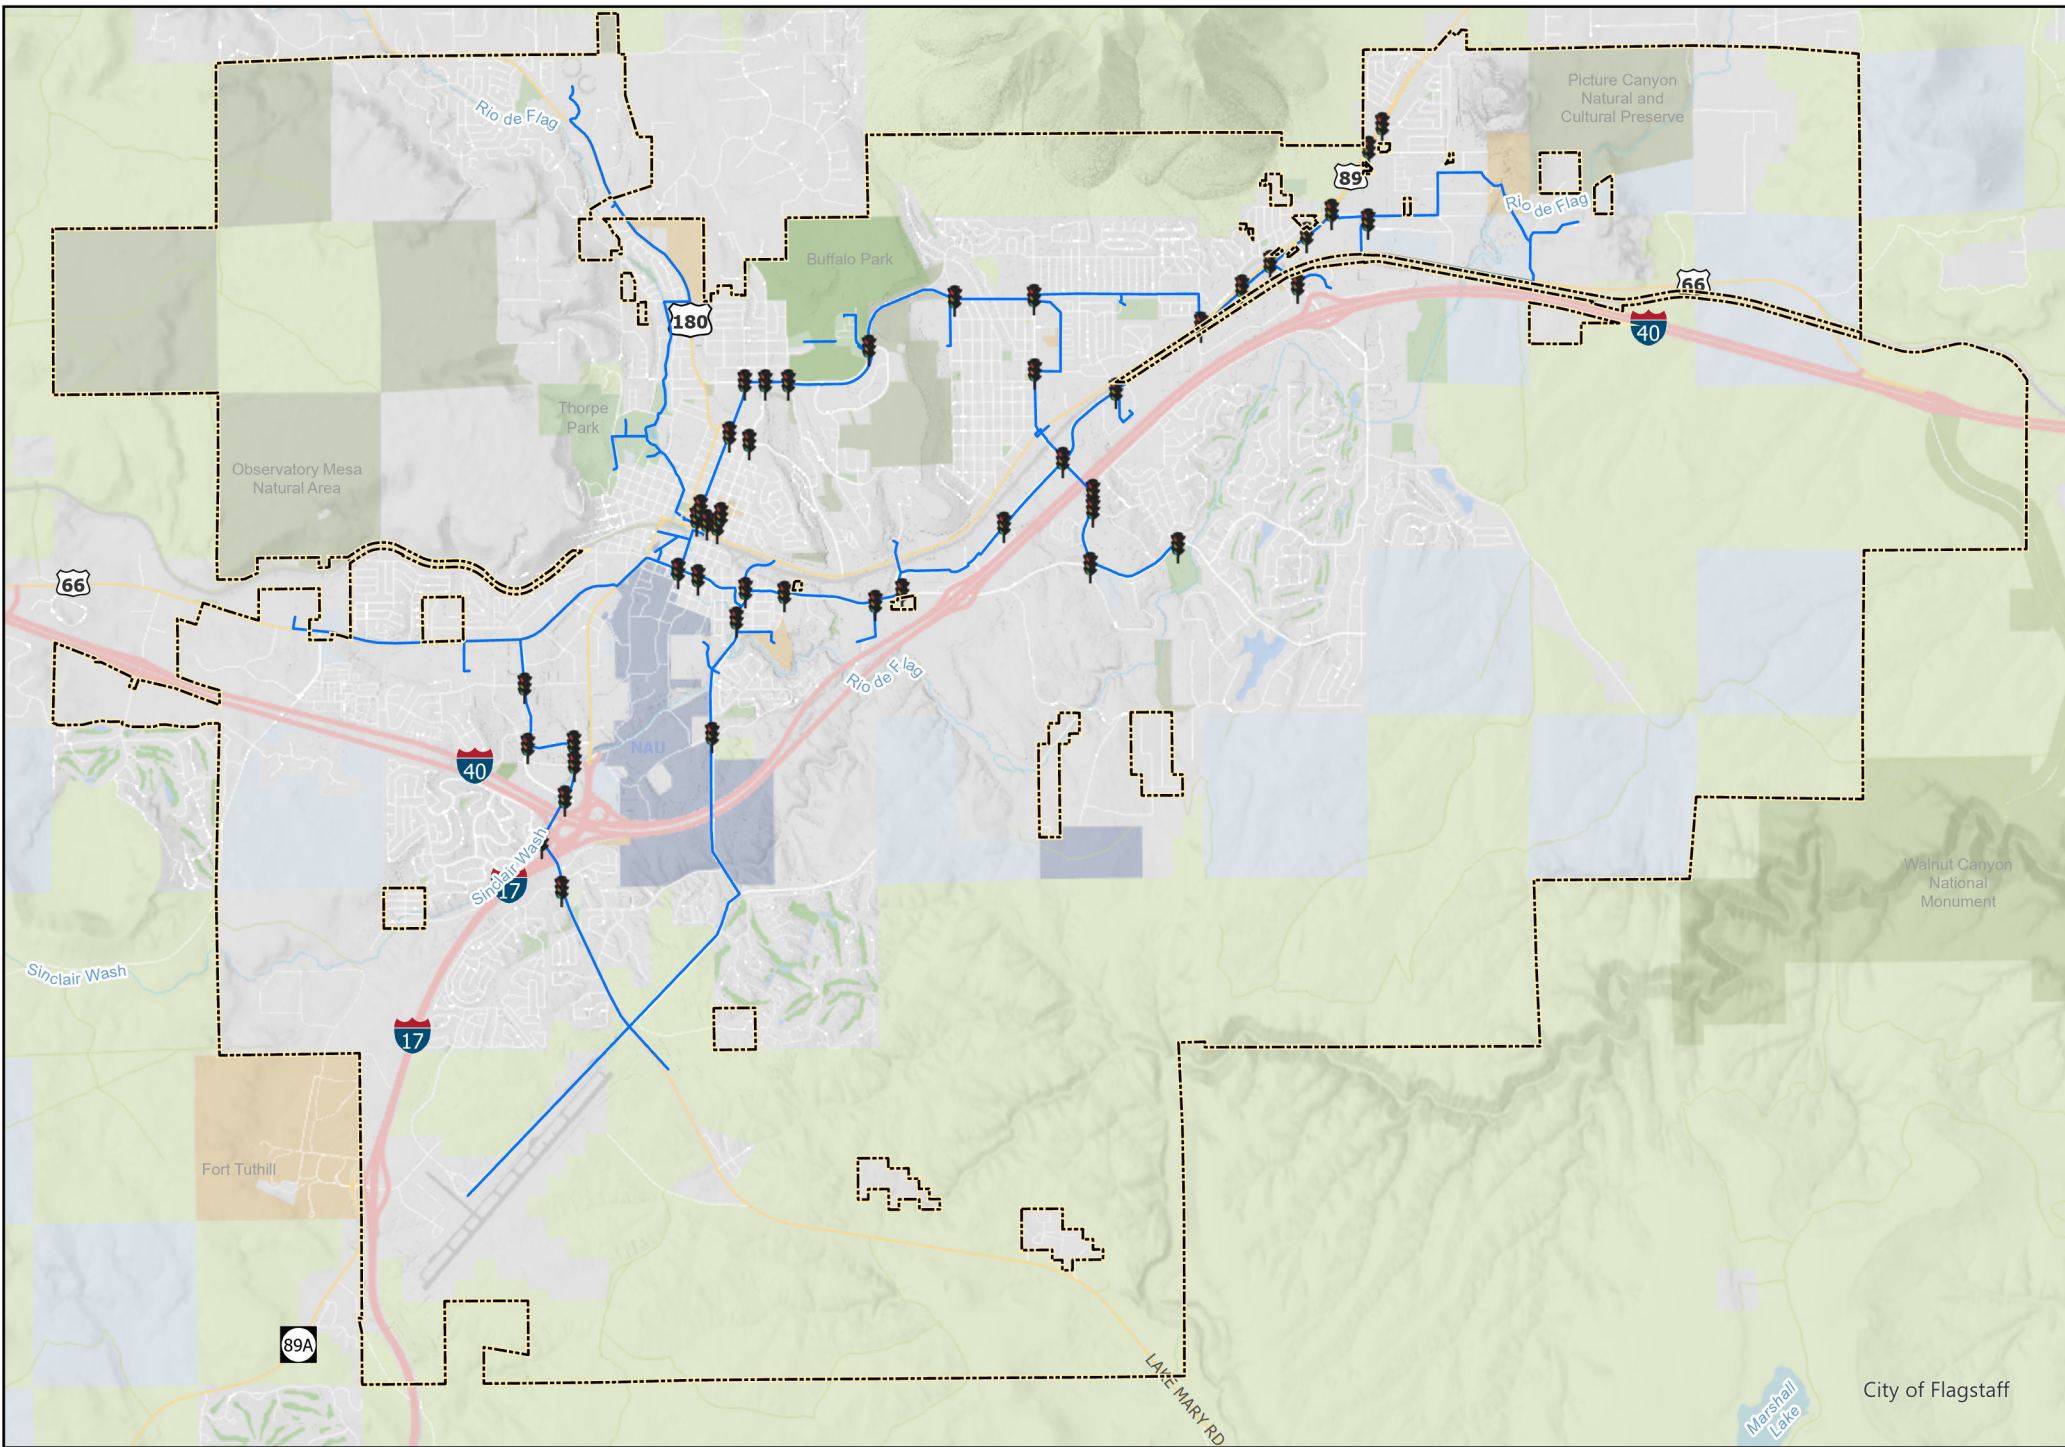 Picture Canyon
Natural and
Cultural Preserve
Rio de Flag
89
Rio de Flag
Buffalo Park
66
180
40
Thorpe
Park
Observatory Mesa
Natural Area
66
Rio de Flag
NAU
40
Sinclair Wash
17
Walnut Canyon
National
Monument
Sinclair Wash
17
Fort Tuthill
89A
LAKE MARY RD
Marshall
Lake
City of Flagstaff